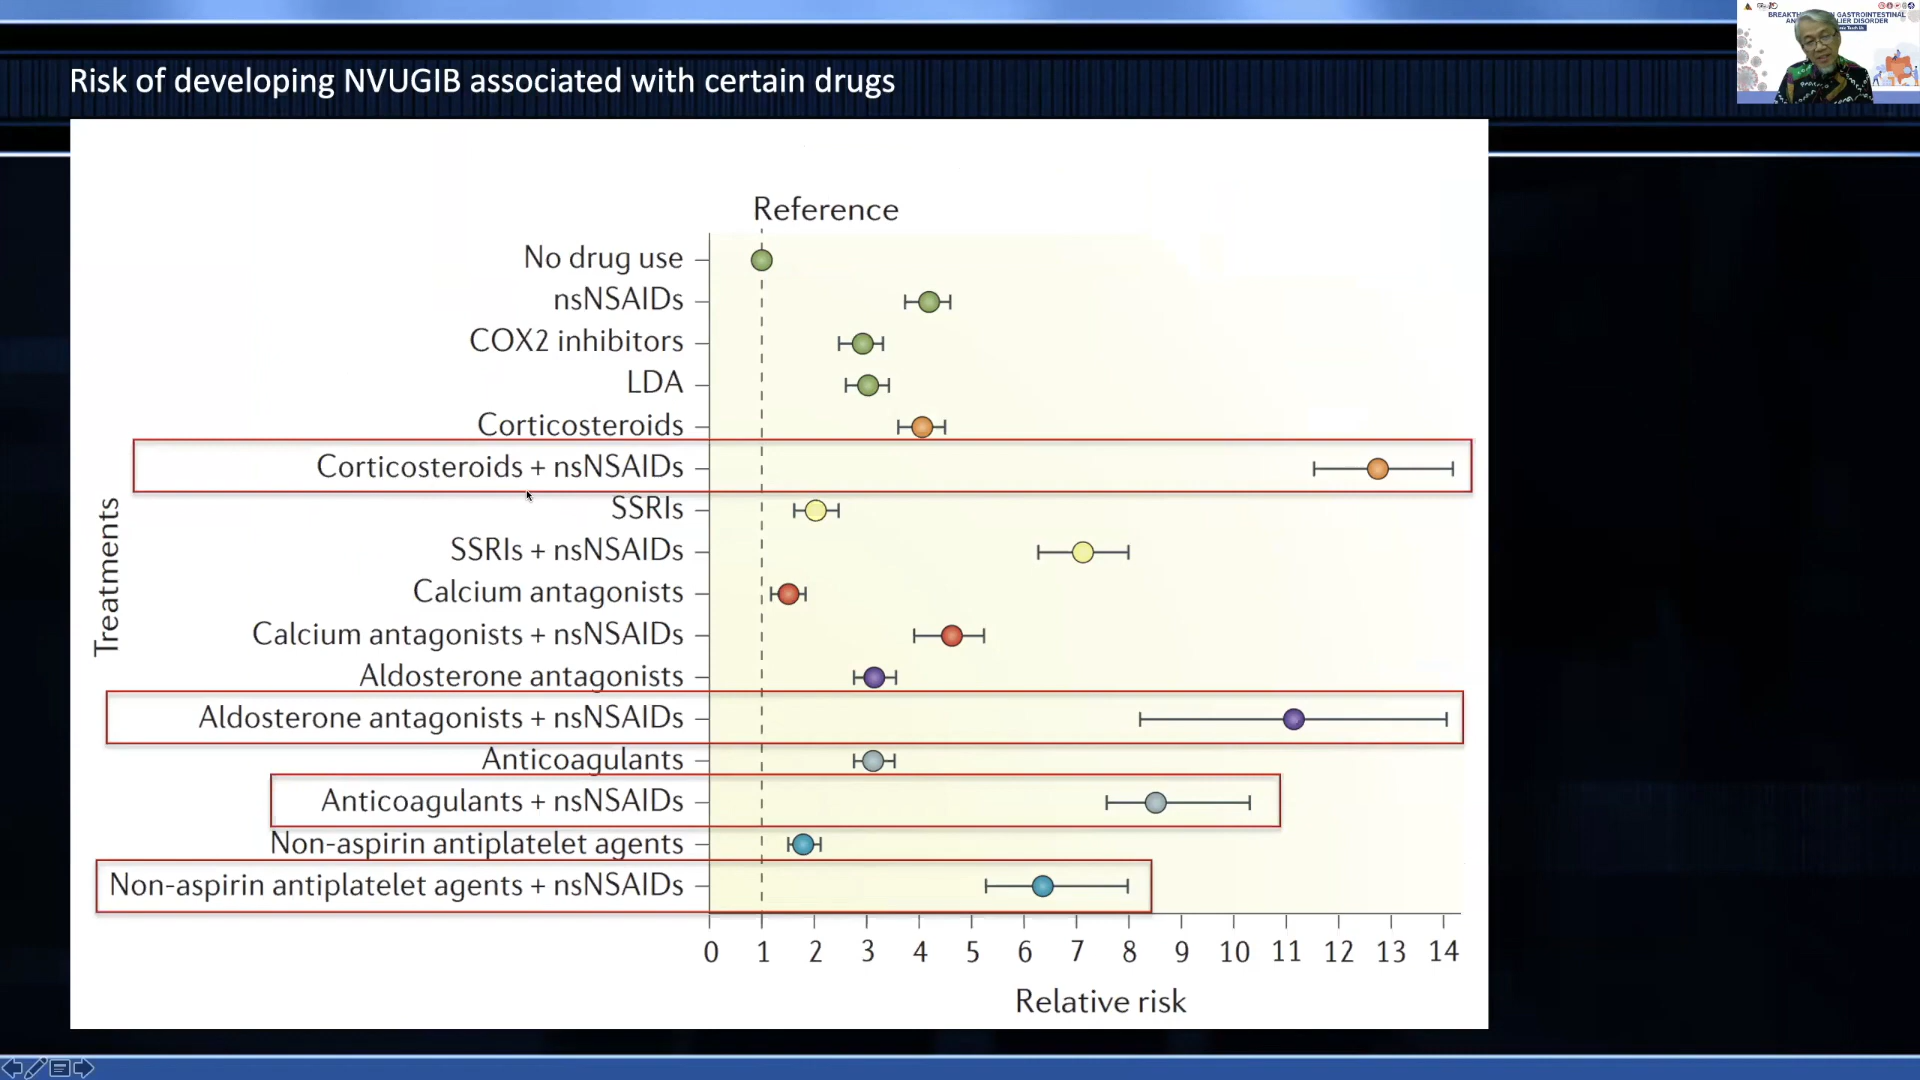 Risk of developing NVUGIB associated with certain drugs
Reference
No drug use
nsNSAIDs
COX2 inhibitors
LDA
Corticosteroids
Corticosteroids + nsNSAIDs
SSRIs
SSRIs + nsNSAIDs
Calcium antagonists
Calcium antagonists + nsNSAIDs
Aldosterone antagonists
Aldosterone antagonists + nsNSAIDs
Anticoagulants
Anticoagulants + nsNSAIDs
Non-aspirin antiplatelet agents
Non-aspirin antiplatelet agents + nsNSAIDs
Treatments
0 1 2 3 4 5 6 7 8 9 10 11 12 13 14
Relative risk
GASTROINTESTINAL
DISORDER